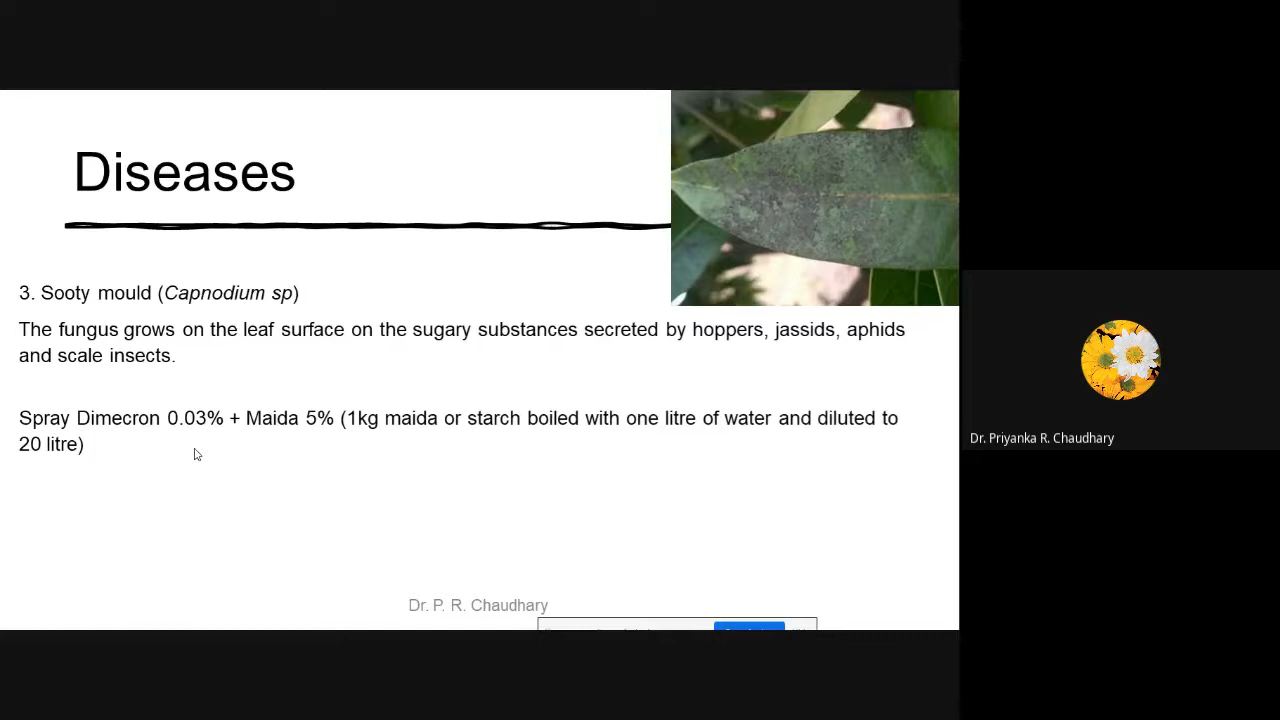 Diseases
3. Sooty mould (Capnodium sp)
The fungus grows on the leaf surface on the sugary substances secreted by hoppers, jassids, aphids
and scale insects.
Spray Dimecron 0.03% + Maida 5% (1kg maida or starch boiled with one litre of water and diluted to
20 litre)
Dr. Priyanka R. Chaudhary
Dr. P. R. Chaudhary